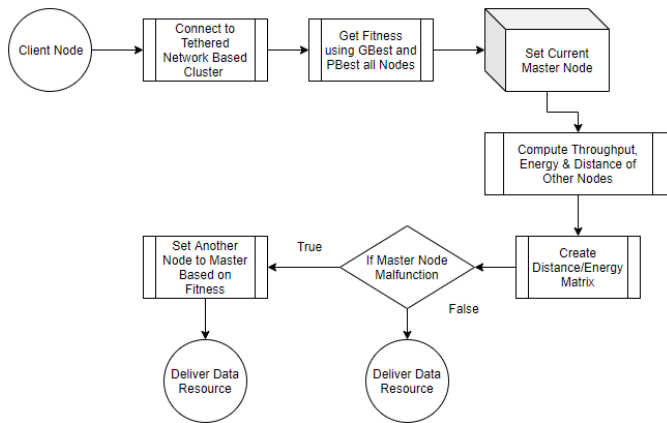 Client Node
Connect to
Tethered
Network Based
Cluster
Get Fitness
using GBest and
PBest all Nodes
Set Current
Master Node
Compute Throughput,
Energy & Distance of
Other Nodes
Create
Distance/Energy
Matrix
If Master Node
Malfunction
True
False
Set Another
Node to Master
Based on
Fitness
Deliver Data
Resource
Deliver Data
Resource